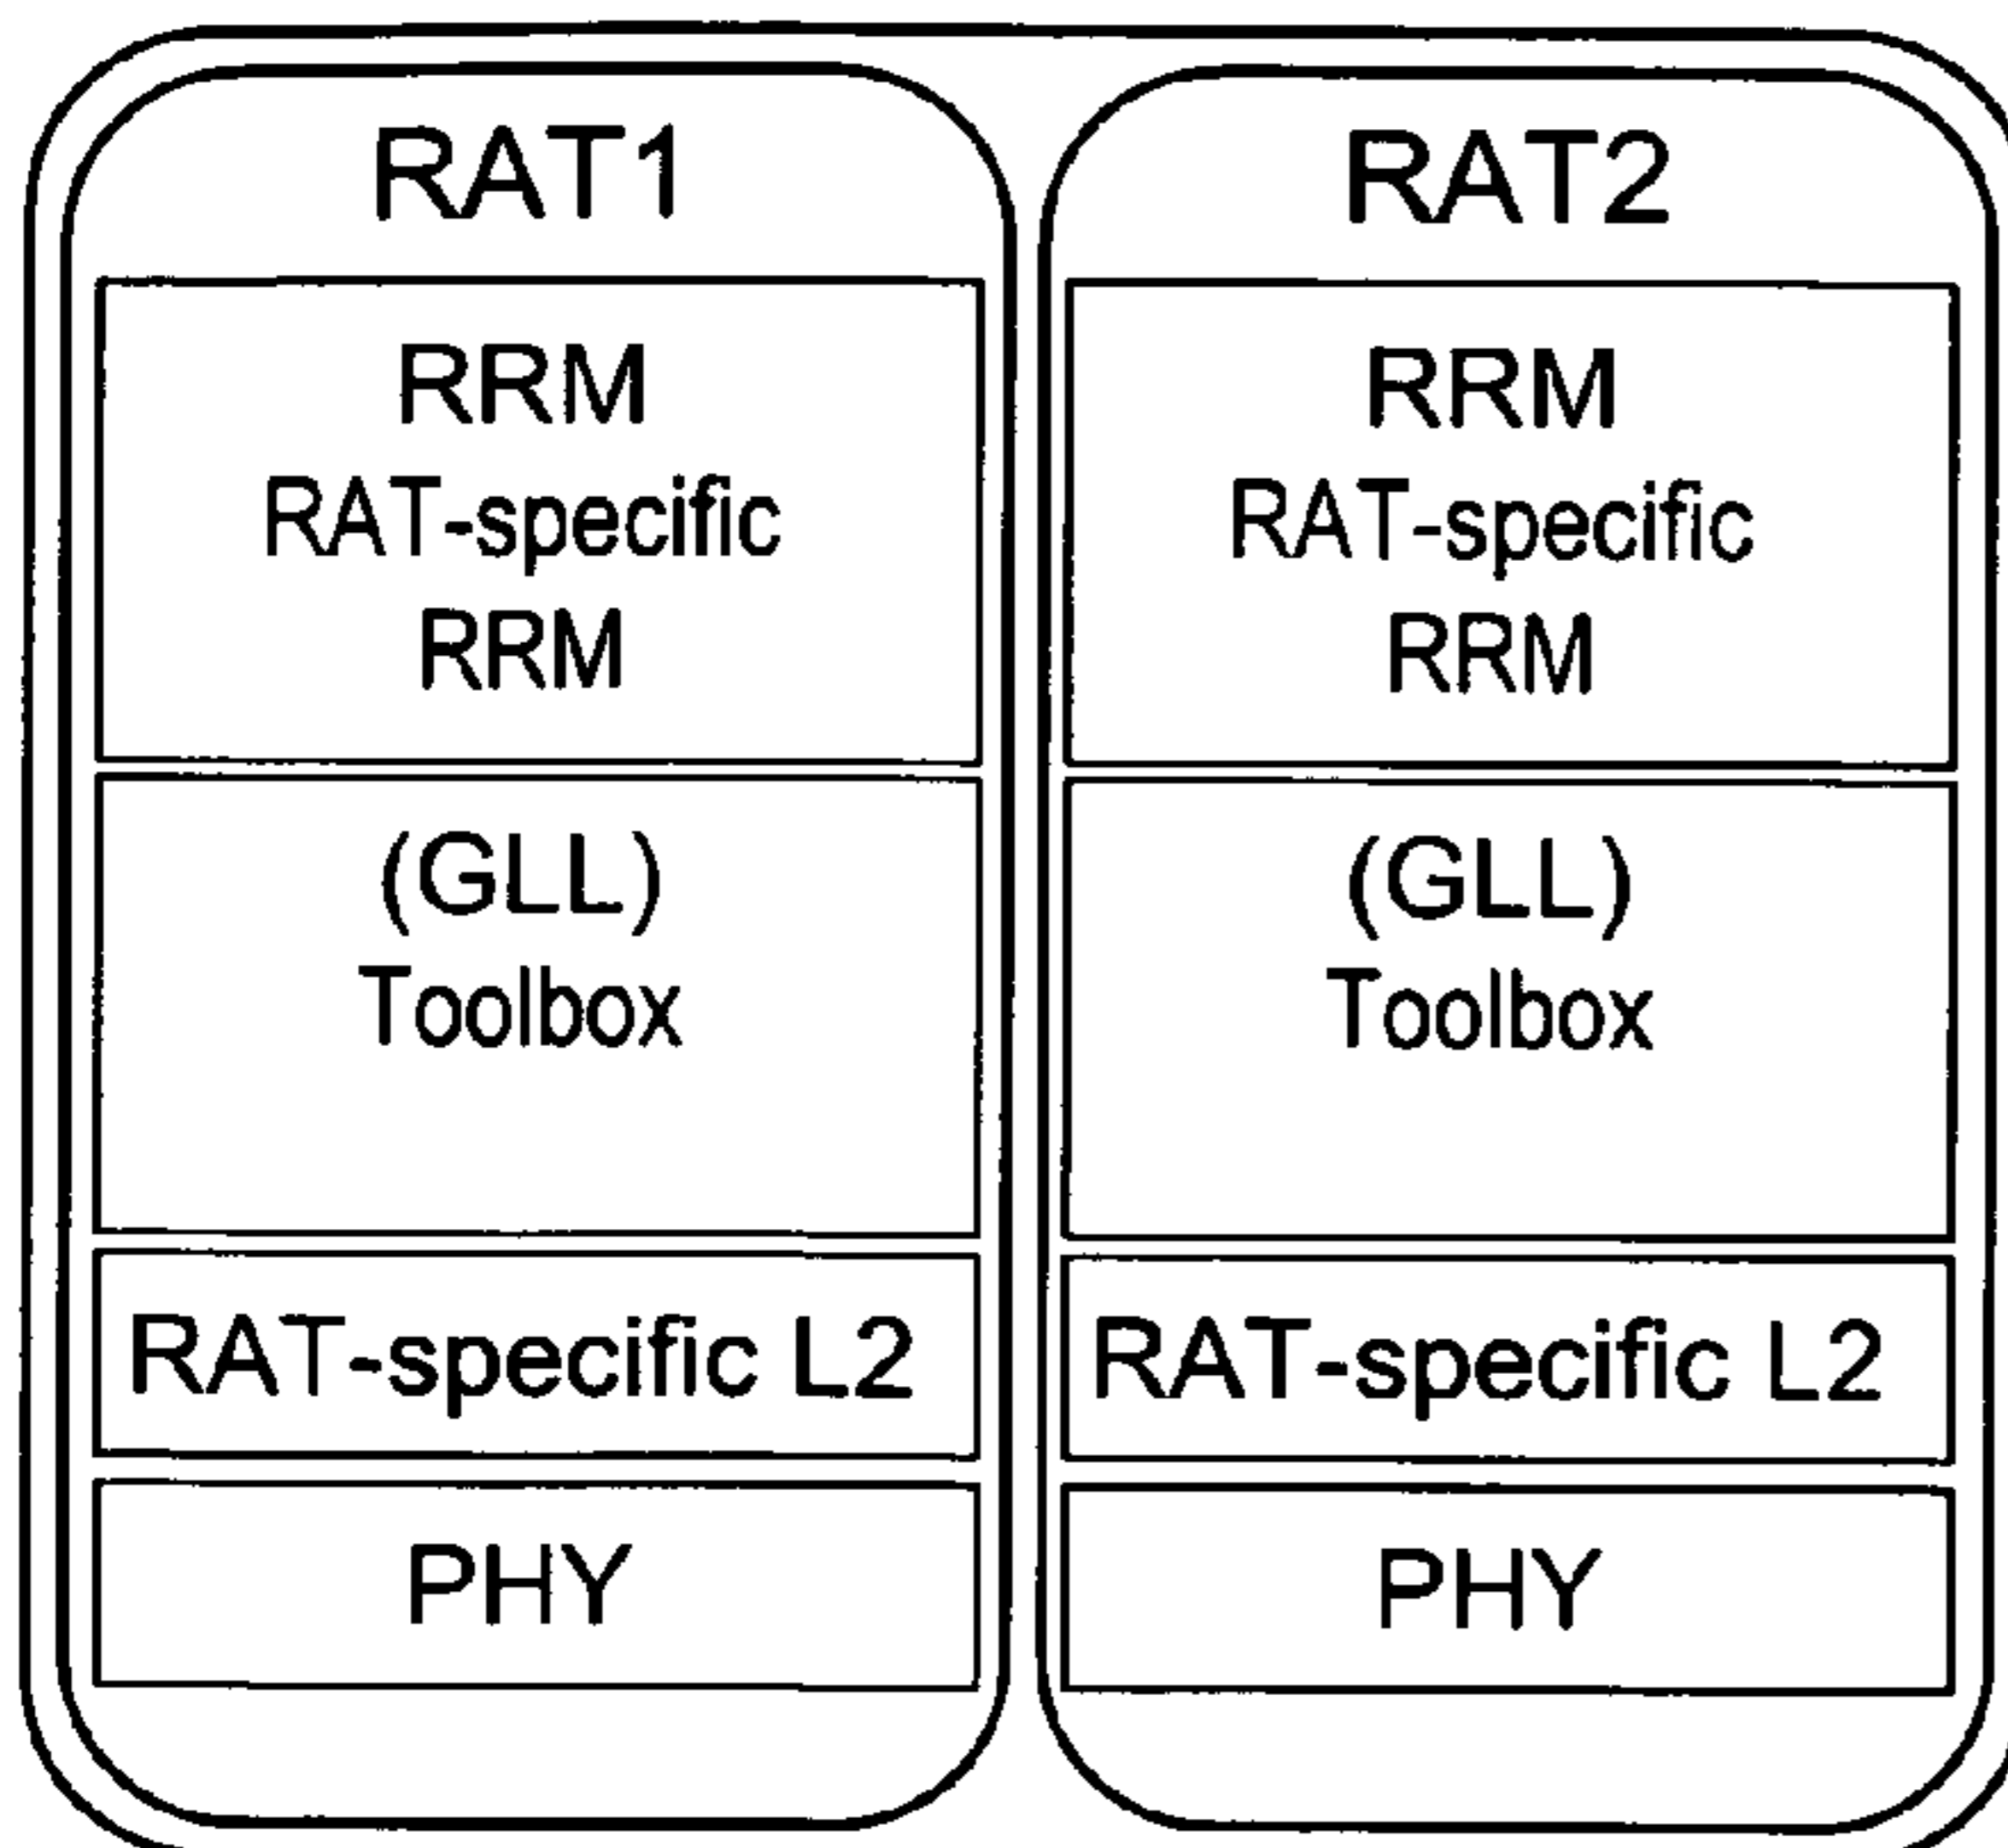 RAT1
RRM
RAT-specific
RRM
(GLL)
Toolbox
RAT-specific L2
PHY
RAT2
RRM
RAT-specific
RRM
(GLL)
Toolbox
RAT-specific L2
PHY